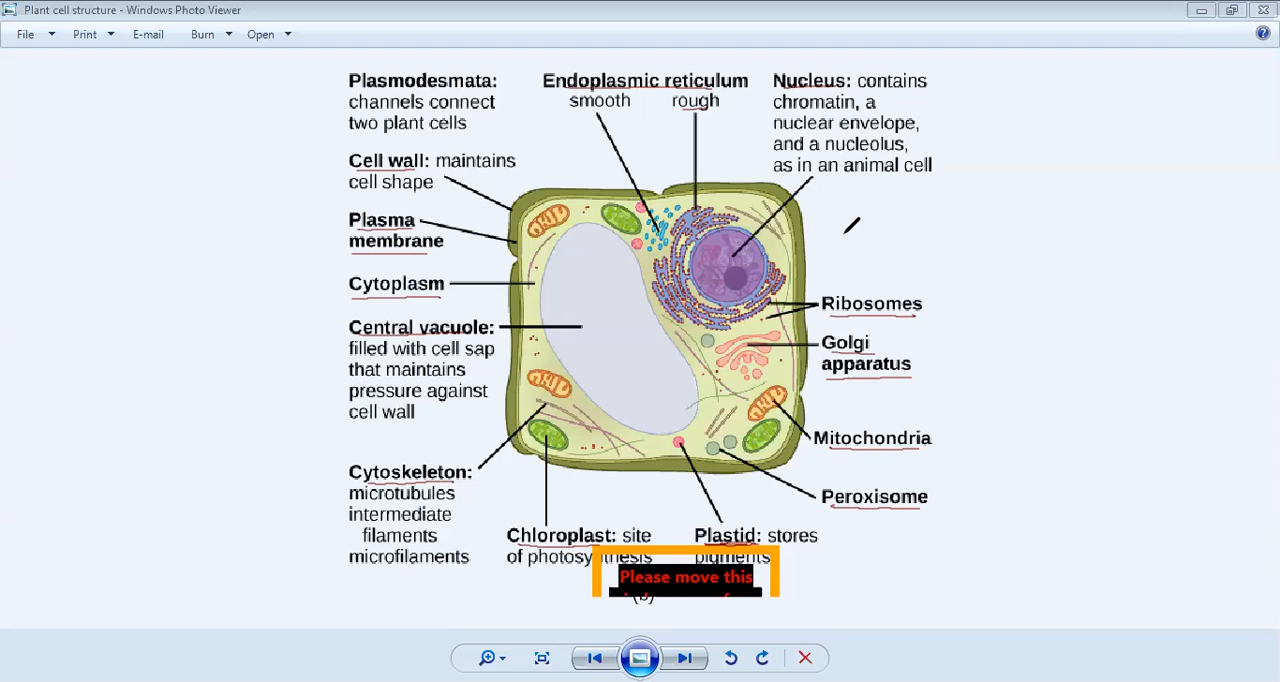 Plant cell structure - Windows Photo Viewer
File Print E-mail Burn Open
Plasmodesmata:
channels connect
two plant cells
Cell wall: maintains
cell shape
Plasma
membrane
Cytoplasm
Central vacuole:
filled with cell sap
that maintains
pressure against
cell wall
Cytoskeleton:
microtubules
intermediate
filaments
microfilaments
Endoplasmic reticulum
smooth rough
Nucleus: contains
chromatin, a
nuclear envelope,
and a nucleolus,
as in an animal cell
Ribosomes
Golgi
apparatus
Mitochondria
Peroxisome
Chloroplast: site
of photosynthesis
Plastid: stores
pigments
Please move this
(b)